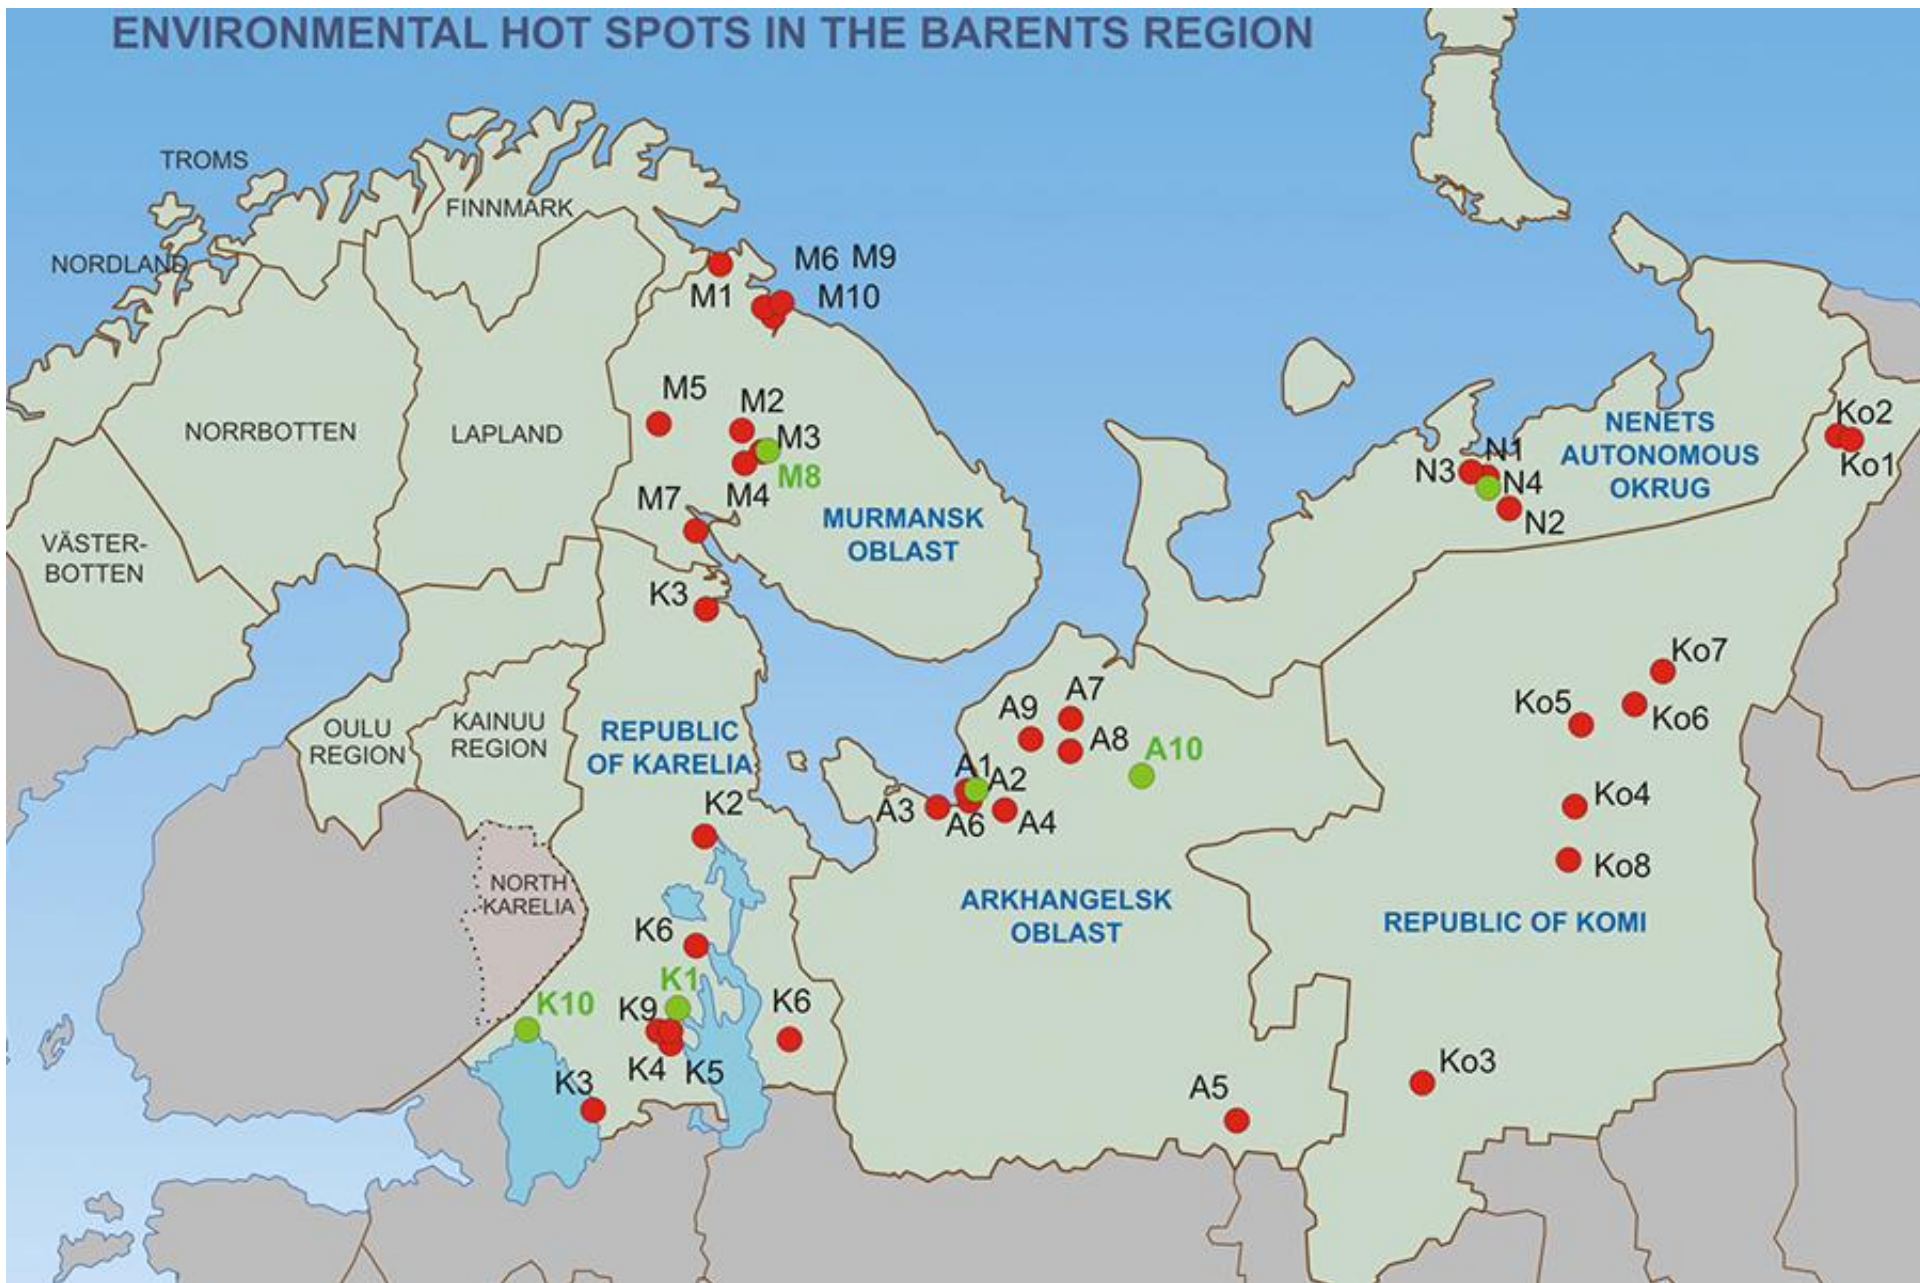 ENVIRONMENTAL HOT SPOTS IN THE BARENTS REGION
TROMS
FINNMARK
NORDLAND
M6 M9
M1
M10
M5
M2
M3
M8
M4
M7
NORRBOTTEN
LAPLAND
MURMANSK
OBLAST
VÄSTER-
BOTTEN
NENETS
AUTONOMOUS
OKRUG
Ko2
Ko1
N1
N3
N4
N2
K3
OULU
REGION
KAINUU
REGION
REPUBLIC
OF KARELIA
K2
A7
A9
A8
A10
A1
A2
A3
A6
A4
Ko7
Ko5
Ko6
Ko4
Ko8
NORTH
KARELIA
ARKHANGELSK
OBLAST
REPUBLIC OF KOMI
K6
K1
K10
K9
K6
K4
K5
K3
A5
Ko3